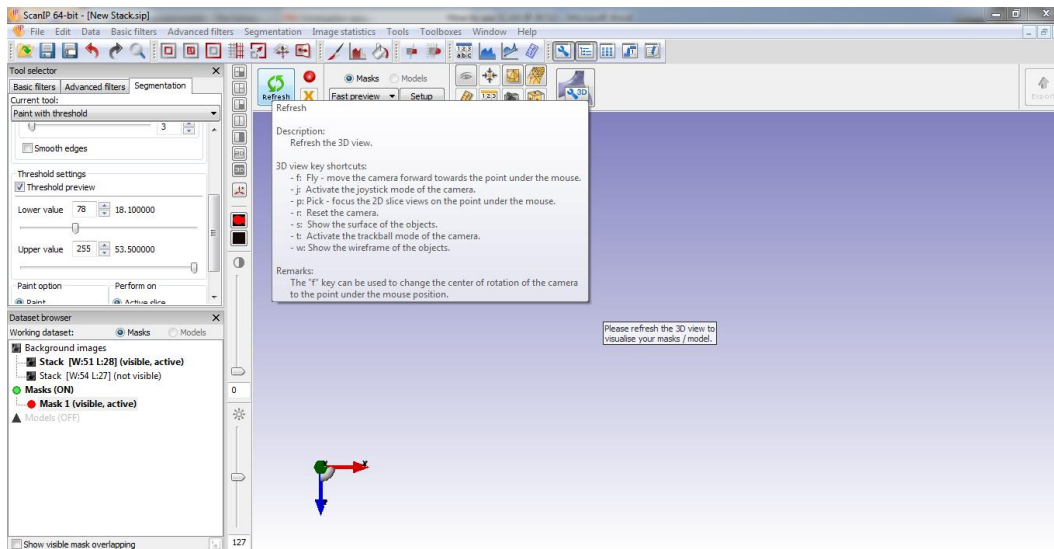 ScanIP 64-bit - [New Stack.sip]
File Edit Data Basic filters Advanced filters Segmentation Image statistics Tools Toolboxes Window Help
Tool selector
Basic filters Advanced filters Segmentation
Current tool:
Paint with threshold
3
Smooth edges
Threshold settings
Threshold preview
Lower value 78 18.100000
Upper value 255 53.500000
Paint option Perform on
Paint Active slice
Dataset browser
Working dataset: Masks Models
Background images
Stack [W:51 L:28] (visible, active)
Stack [W:54 L:27] (not visible)
Masks (ON)
Mask 1 (visible, active)
Models (OFF)
Show visible mask overlapping
0
127
Refresh
Masks Models
Fast preview Setup
123
3D
Export
Refresh
Description:
Refresh the 3D view.
3D view key shortcuts:
- f: Fly - move the camera forward towards the point under the mouse.
- j: Activate the joystick mode of the camera.
- p: Pick - focus the 2D slice views on the point under the mouse.
- r: Reset the camera.
- s: Show the surface of the objects.
- t: Activate the trackball mode of the camera.
- w: Show the wireframe of the objects.
Remarks:
The "f" key can be used to change the center of rotation of the camera
to the point under the mouse position.
Please refresh the 3D view to
visualise your masks / model.